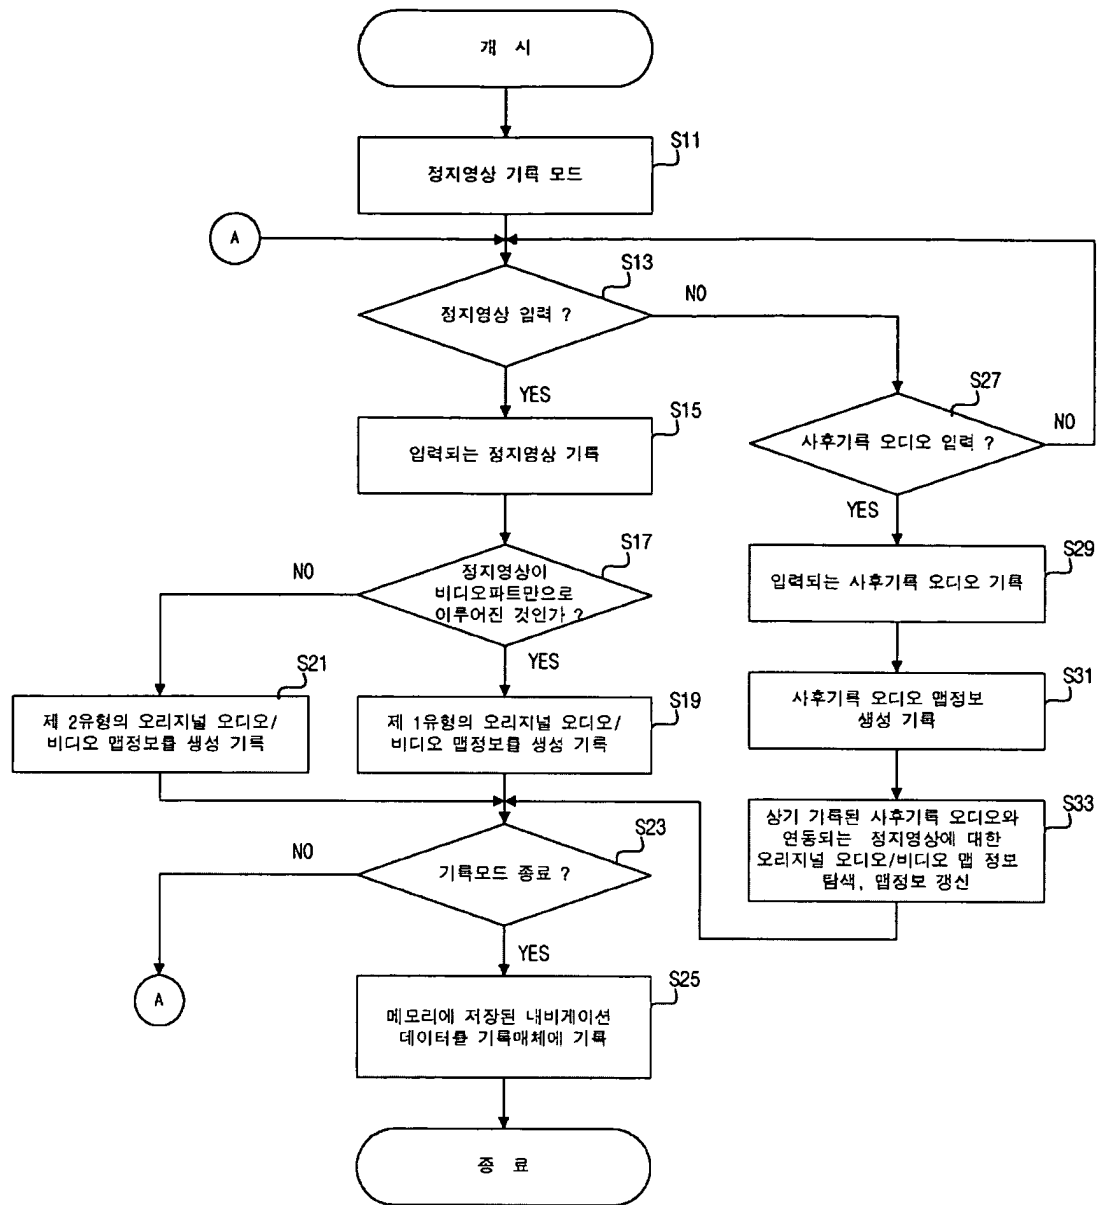 개 시
S11
정지영상 기록 모드
A
S13
정지영상 입력 ?
NO
YES
S27
사후기록 오디오 입력 ?
NO
YES
S15
입력되는 정지영상 기록
S17
정지영상이
비디오파트만으로
이루어진 것인가 ?
NO
YES
S29
입력되는 사후기록 오디오 기록
S21
제 2유형의 오리지널 오디오/
비디오 맵정보를 생성 기록
S19
제 1유형의 오리지널 오디오/
비디오 맵정보를 생성 기록
S31
사후기록 오디오 맵정보
생성 기록
S33
상기 기록된 사후기록 오디오와
연동되는 정지영상에 대한
오리지널 오디오/비디오 맵 정보
탐색, 맵정보 갱신
S23
기록모드 종료 ?
NO
YES
A
S25
메모리에 저장된 내비게이션
데이터를 기록매체에 기록
종 료